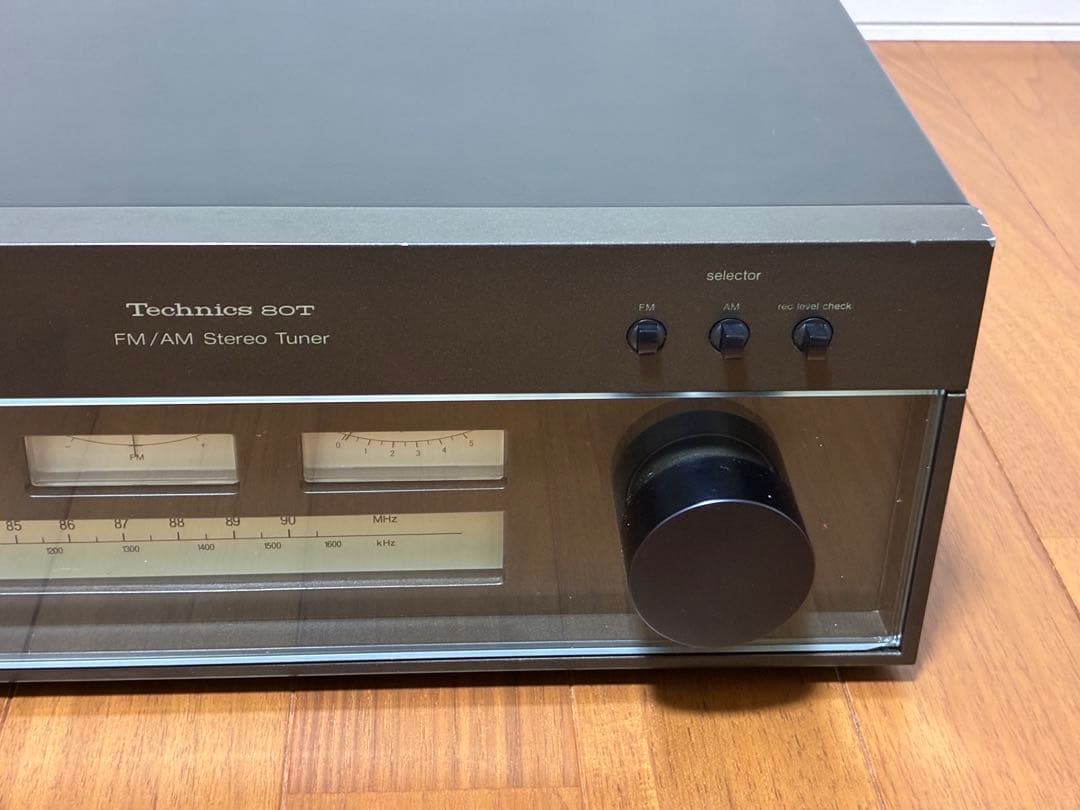 selector
FM AM rec level check
Technics 80T
FM/AM Stereo Tuner
- +
FM
0 1 2 3 4 5
85 86 87 88 89 90 MHz
1200 1300 1400 1500 1600 kHz